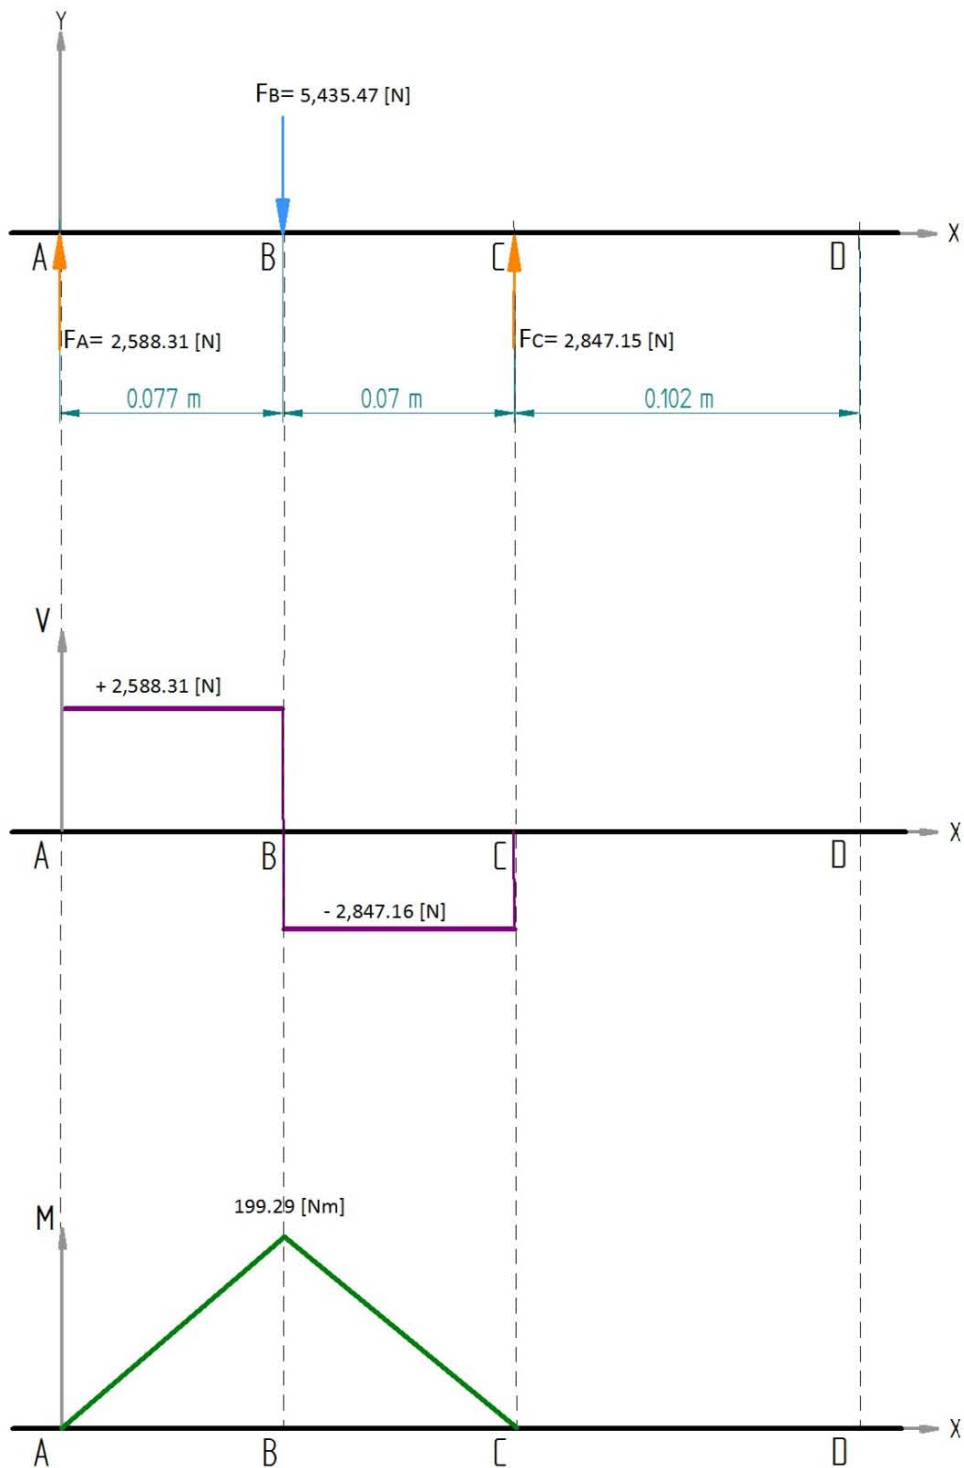 Y
FB= 5,435.47 [N]
X
A B C D
FA= 2,588.31 [N] FC= 2,847.15 [N]
0.077 m 0.07 m 0.102 m
V
+ 2,588.31 [N]
X
A B C D
- 2,847.16 [N]
199.29 [Nm]
M
X
A B C D